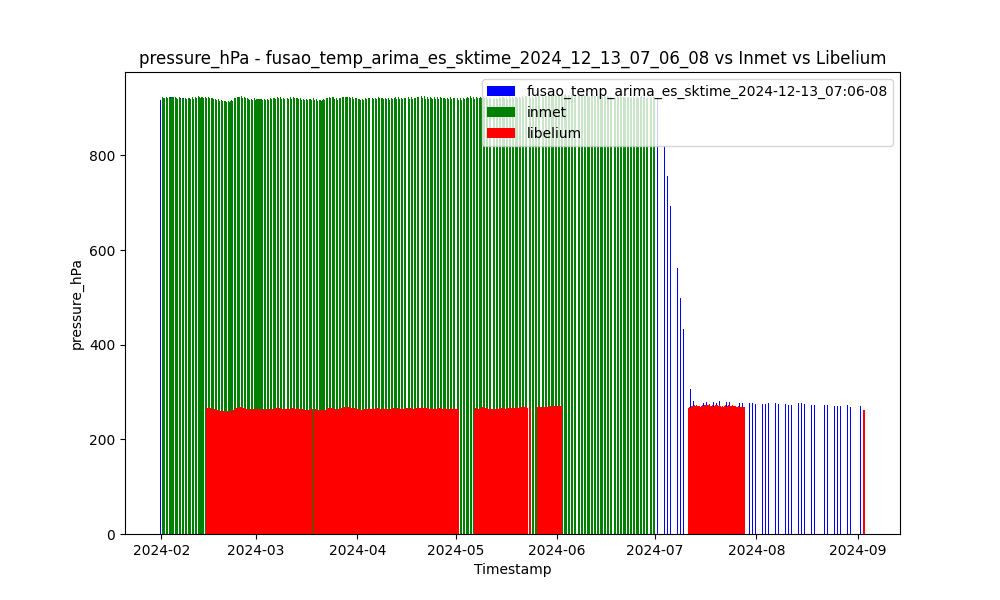 pressure_hPa - fusao_temp_arima_es_sktime_2024_12_13_07_06_08 vs Inmet vs Libelium
fusao_temp_arima_es_sktime_2024-12-13_07:06-08
inmet
libelium
pressure_hPa
800
600
400
200
0
2024-02 2024-03 2024-04 2024-05 2024-06 2024-07 2024-08 2024-09
Timestamp